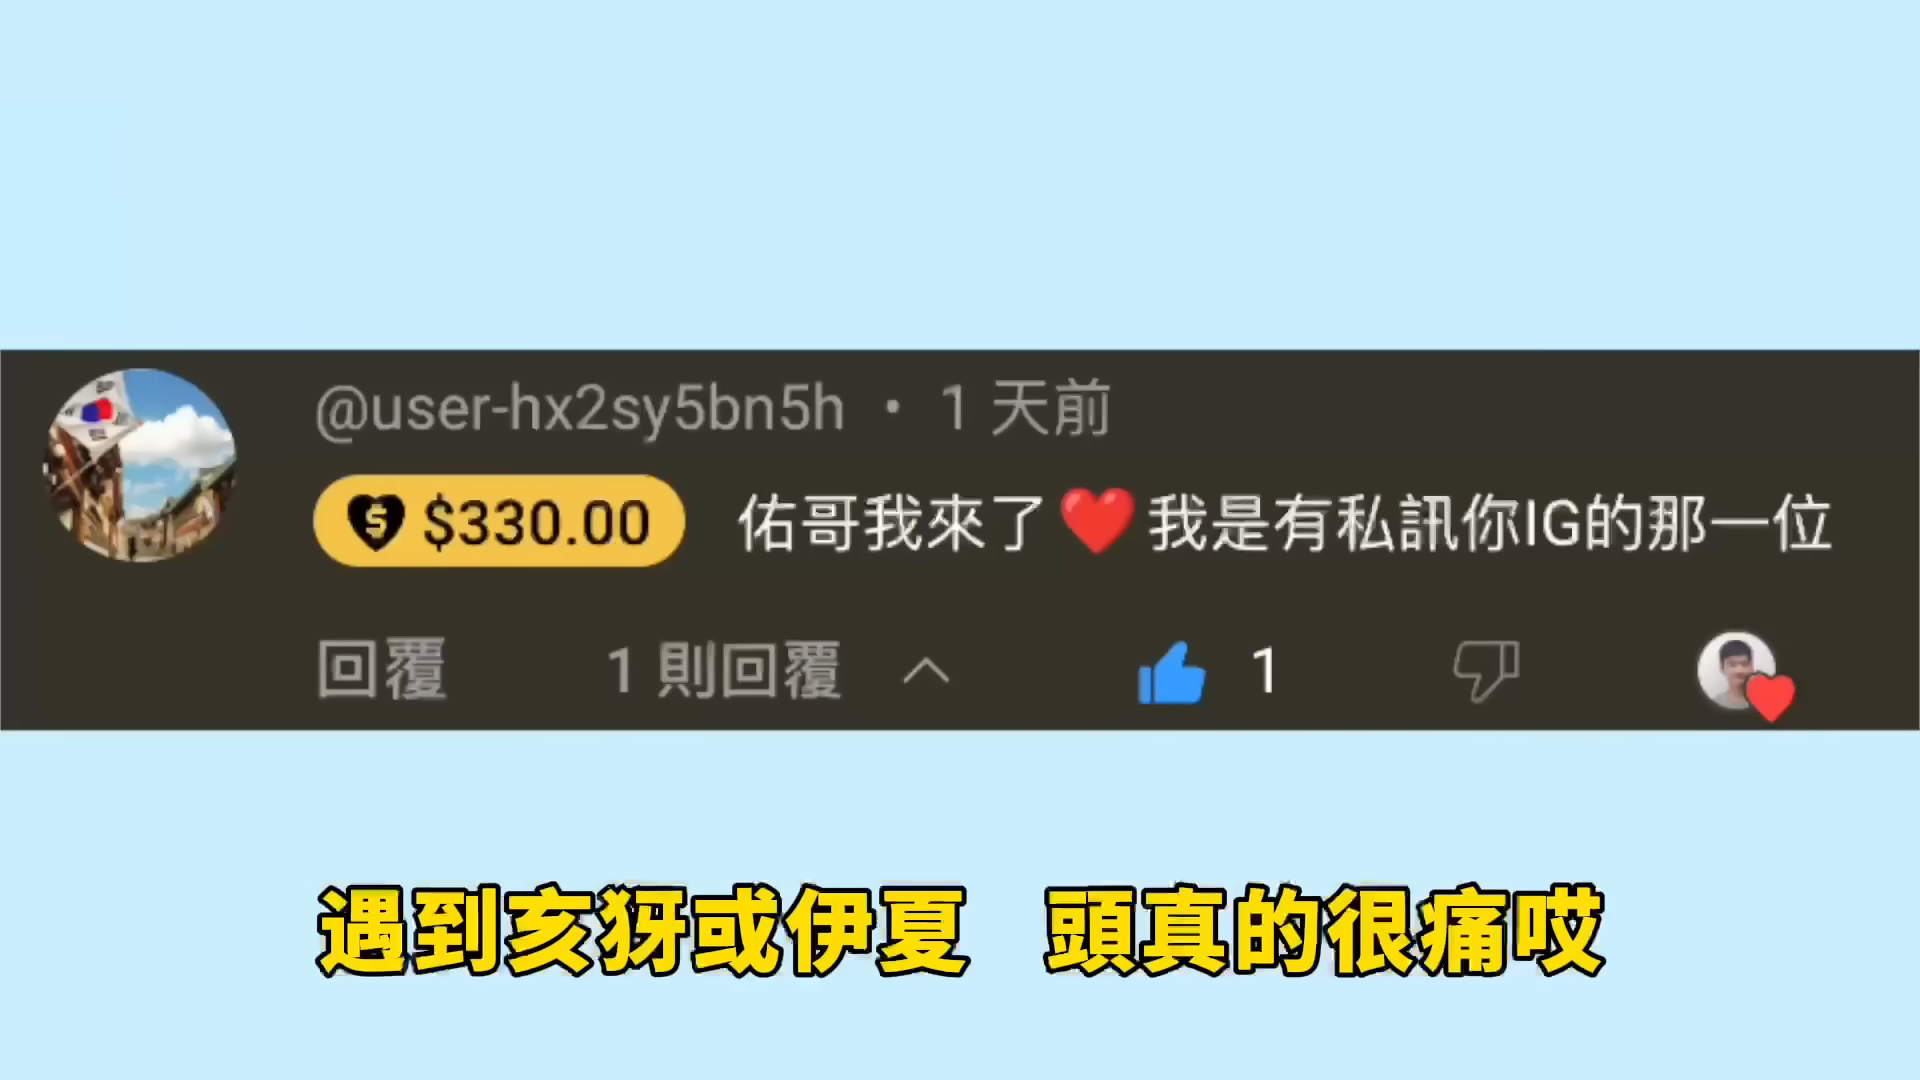 @user-hx2sy5bn5h • 1 天前
$330.00 佑哥我來了❤️我是有私訊你IG的那一位
回覆 1 則回覆 1
遇到亥犽或伊夏 頭真的很痛哎